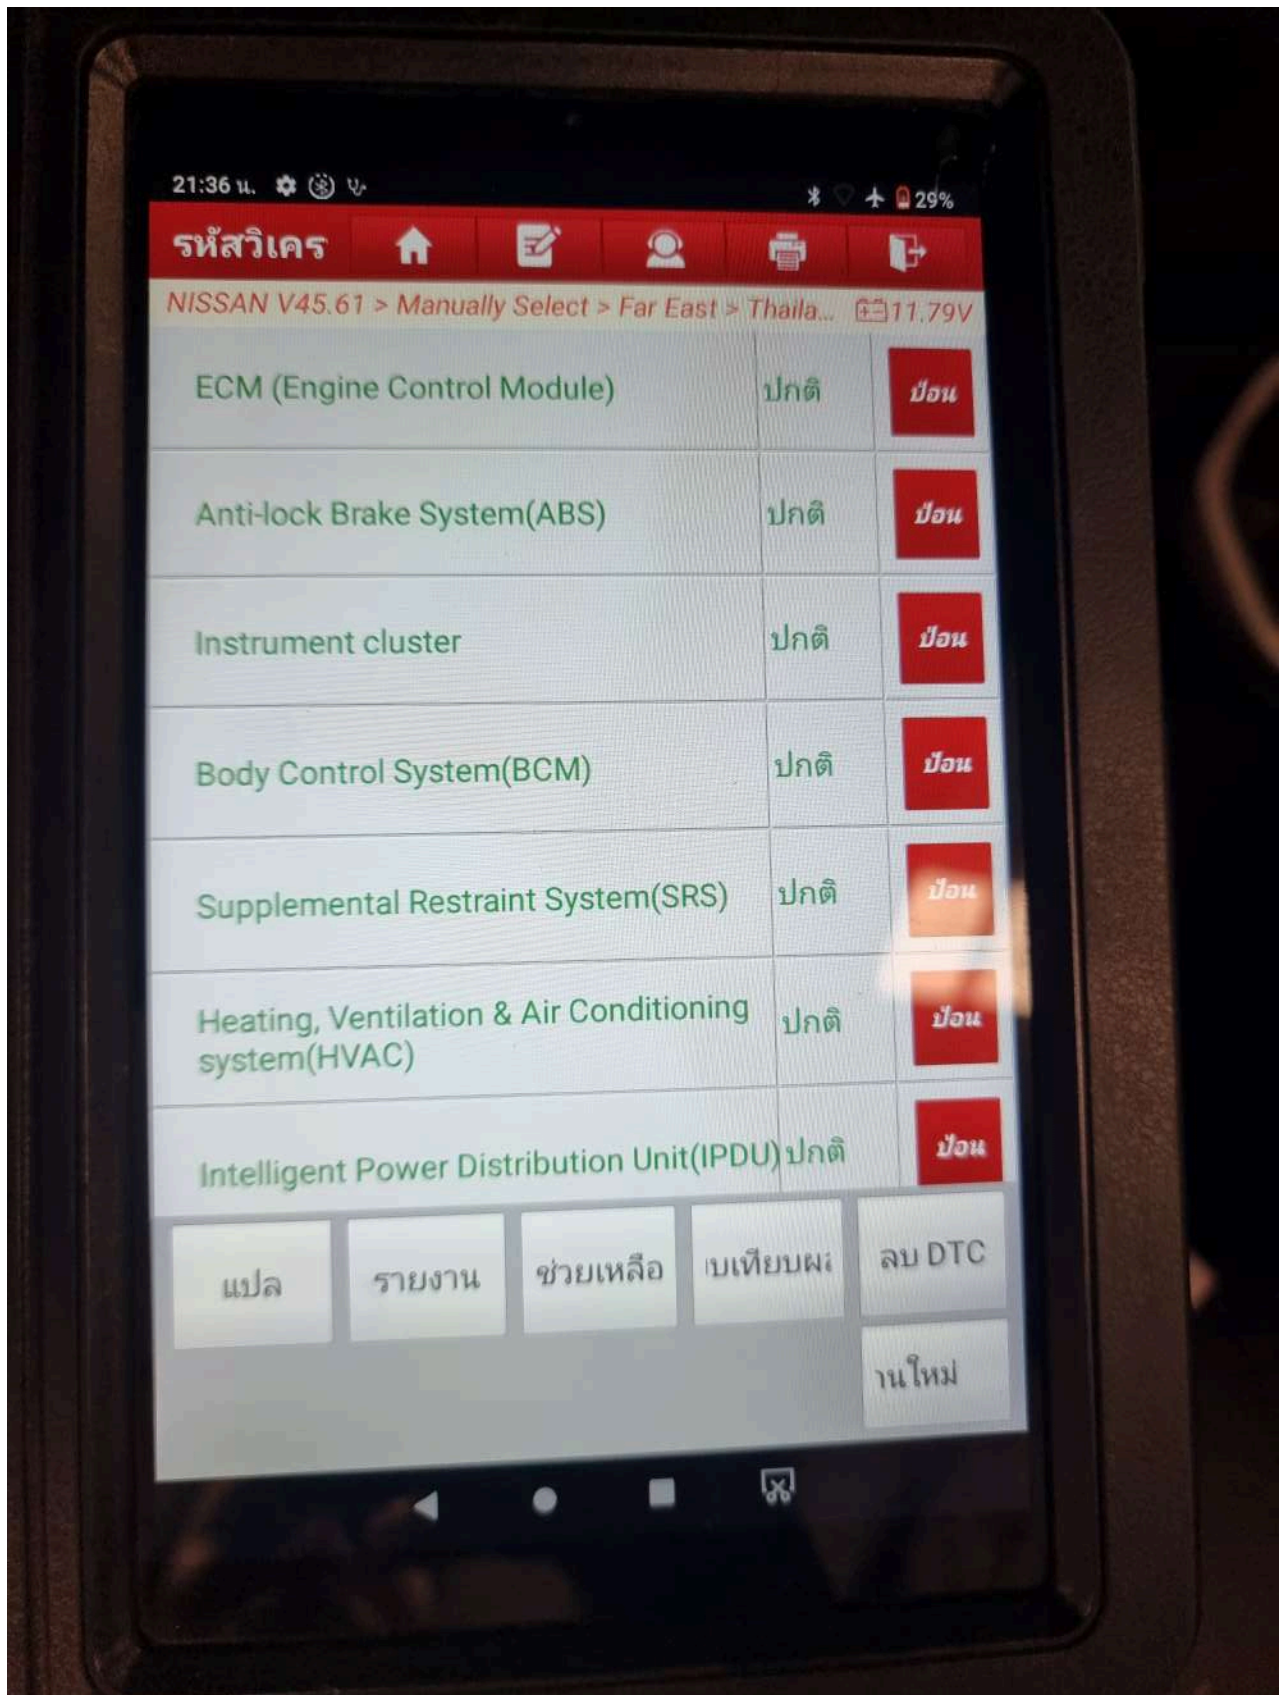 21:36 น.
29%
รหัสวิเคร
NISSAN V45.61 > Manually Select > Far East > Thaila... 11.79V
ECM (Engine Control Module) ปกติ ป้อน
Anti-lock Brake System(ABS) ปกติ ป้อน
Instrument cluster ปกติ ป้อน
Body Control System(BCM) ปกติ ป้อน
Supplemental Restraint System(SRS) ปกติ ป้อน
Heating, Ventilation & Air Conditioning
system(HVAC) ปกติ ป้อน
Intelligent Power Distribution Unit(IPDU) ปกติ ป้อน
แปล รายงาน ช่วยเหลือ บเทียบผล ลบ DTC
านใหม่